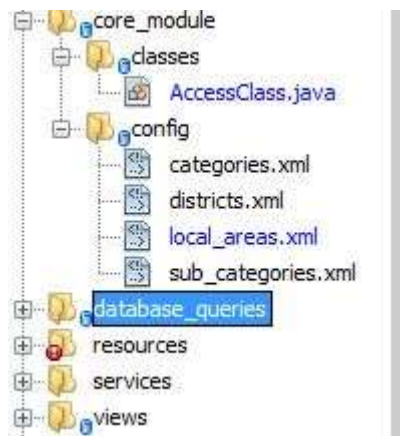 core_module
classes
AccessClass.java
config
categories.xml
districts.xml
local_areas.xml
sub_categories.xml
database_queries
resources
services
views